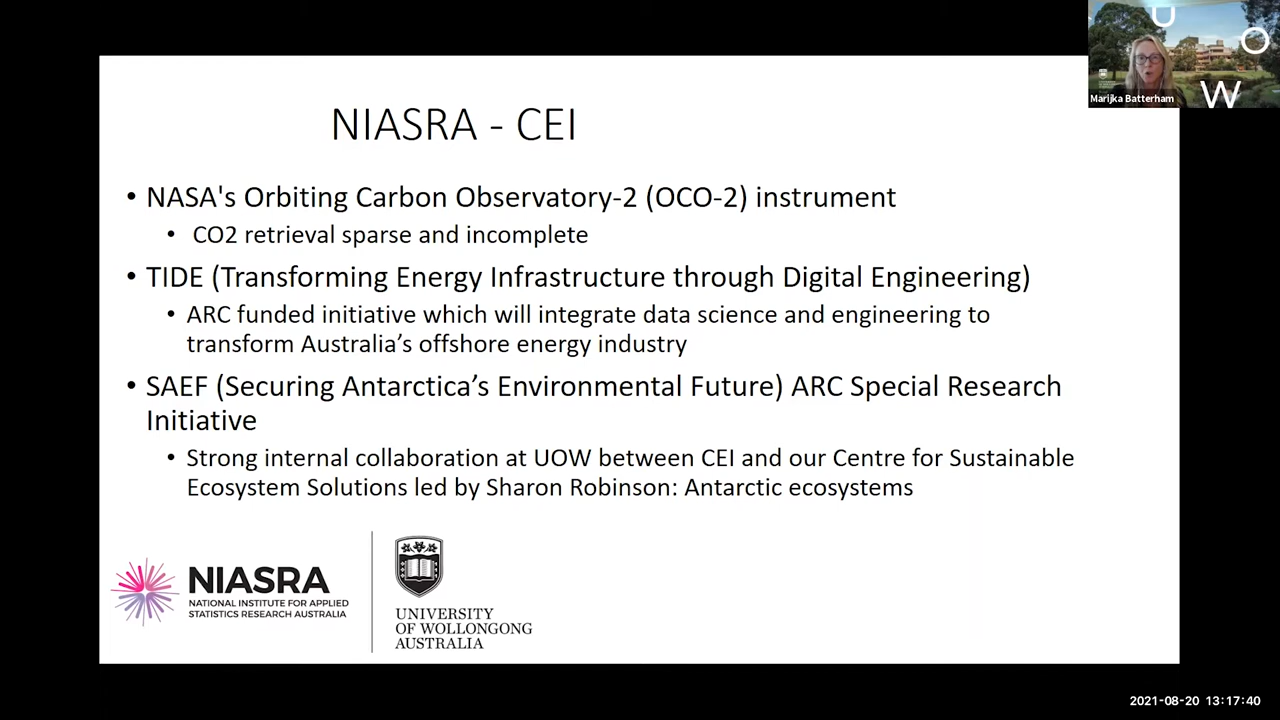 U
O
W
Marijka Batterham
NIASRA - CEI
• NASA's Orbiting Carbon Observatory-2 (OCO-2) instrument
• CO2 retrieval sparse and incomplete
• TIDE (Transforming Energy Infrastructure through Digital Engineering)
• ARC funded initiative which will integrate data science and engineering to
transform Australia’s offshore energy industry
• SAEF (Securing Antarctica’s Environmental Future) ARC Special Research
Initiative
• Strong internal collaboration at UOW between CEI and our Centre for Sustainable
Ecosystem Solutions led by Sharon Robinson: Antarctic ecosystems
NIASRA
NATIONAL INSTITUTE FOR APPLIED
STATISTICS RESEARCH AUSTRALIA
UNIVERSITY
OF WOLLONGONG
AUSTRALIA
2021-08-20 13:17:40